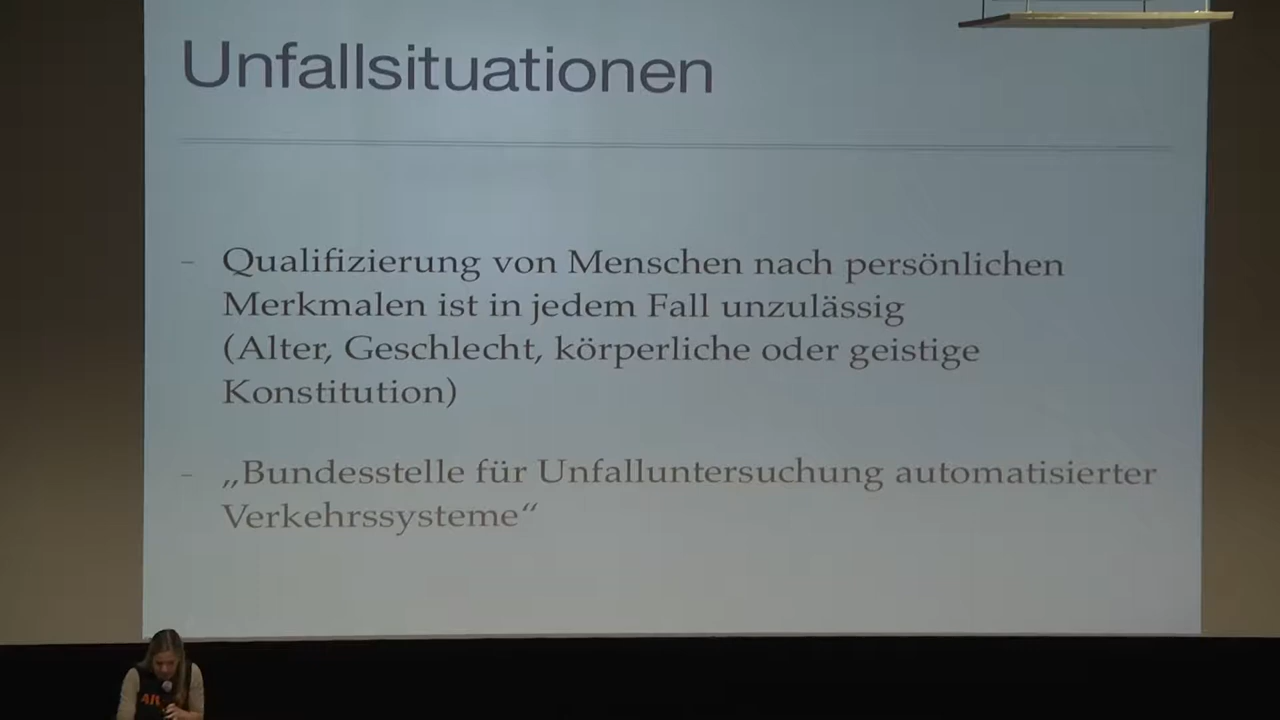 Unfallsituationen
- Qualifizierung von Menschen nach persönlichen
Merkmalen ist in jedem Fall unzulässig
(Alter, Geschlecht, körperliche oder geistige
Konstitution)
- „Bundesstelle für Unfalluntersuchung automatisierter
Verkehrssysteme“